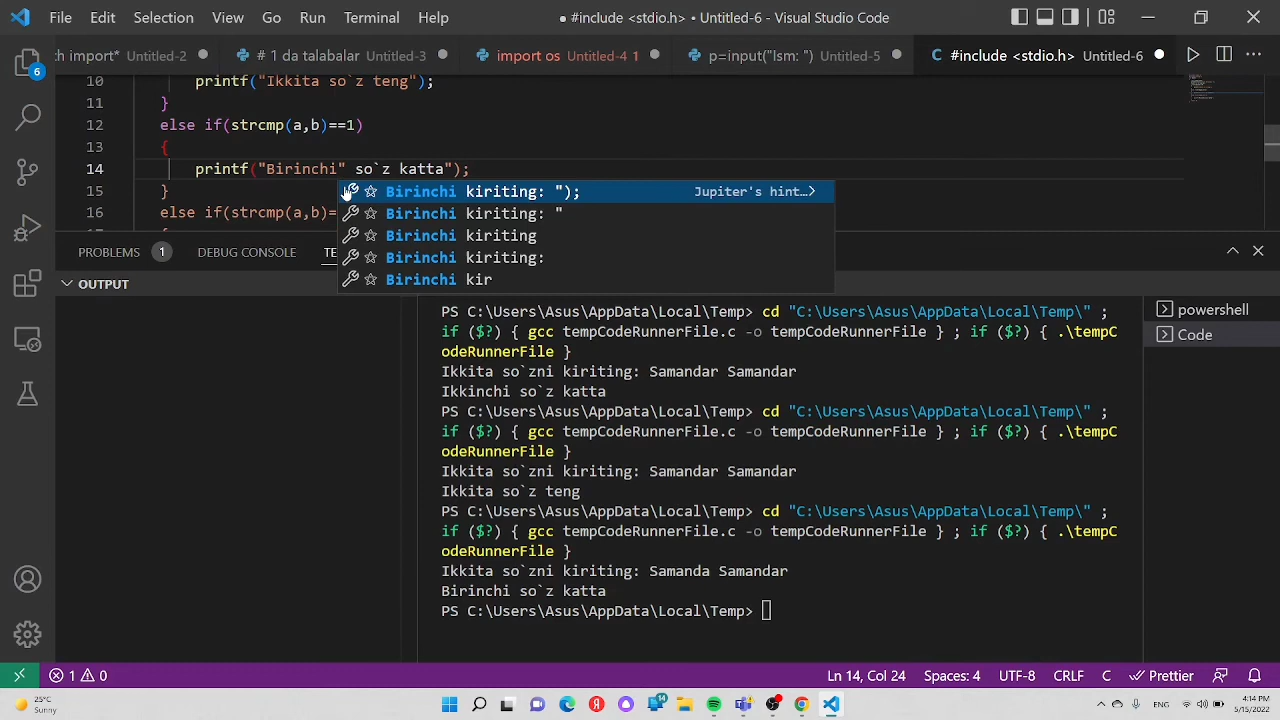 File Edit Selection View Go Run Terminal Help ● #include <stdio.h> • Untitled-6 - Visual Studio Code
th import* Untitled-2 # 1 da talabalar Untitled-3 import os Untitled-4 1 p=input("Ism: ") Untitled-5 C #include <stdio.h> Untitled-6
6
10 printf("Ikkita so`z teng");
11 }
12 else if(strcmp(a,b)==1)
13 {
14 printf("Birinchi" so`z katta");
15 }
16 else if(strcmp(a,b)=
Birinchi kiriting: "); Jupiter's hint…
Birinchi kiriting: "
Birinchi kiriting
Birinchi kiriting:
Birinchi kir
PROBLEMS 1 DEBUG CONSOLE TE
OUTPUT
PS C:\Users\Asus\AppData\Local\Temp> cd "C:\Users\Asus\AppData\Local\Temp\" ;
if ($?) { gcc tempCodeRunnerFile.c -o tempCodeRunnerFile } ; if ($?) { .\tempC
odeRunnerFile }
Ikkita so`zni kiriting: Samandar Samandar
Ikkinchi so`z katta
PS C:\Users\Asus\AppData\Local\Temp> cd "C:\Users\Asus\AppData\Local\Temp\" ;
if ($?) { gcc tempCodeRunnerFile.c -o tempCodeRunnerFile } ; if ($?) { .\tempC
odeRunnerFile }
Ikkita so`zni kiriting: Samandar Samandar
Ikkita so`z teng
PS C:\Users\Asus\AppData\Local\Temp> cd "C:\Users\Asus\AppData\Local\Temp\" ;
if ($?) { gcc tempCodeRunnerFile.c -o tempCodeRunnerFile } ; if ($?) { .\tempC
odeRunnerFile }
Ikkita so`zni kiriting: Samanda Samandar
Birinchi so`z katta
PS C:\Users\Asus\AppData\Local\Temp>
powershell
Code
1 0 Ln 14, Col 24 Spaces: 4 UTF-8 CRLF C Prettier
25°C
Sunny
14
ENG
4:14 PM
5/15/2022